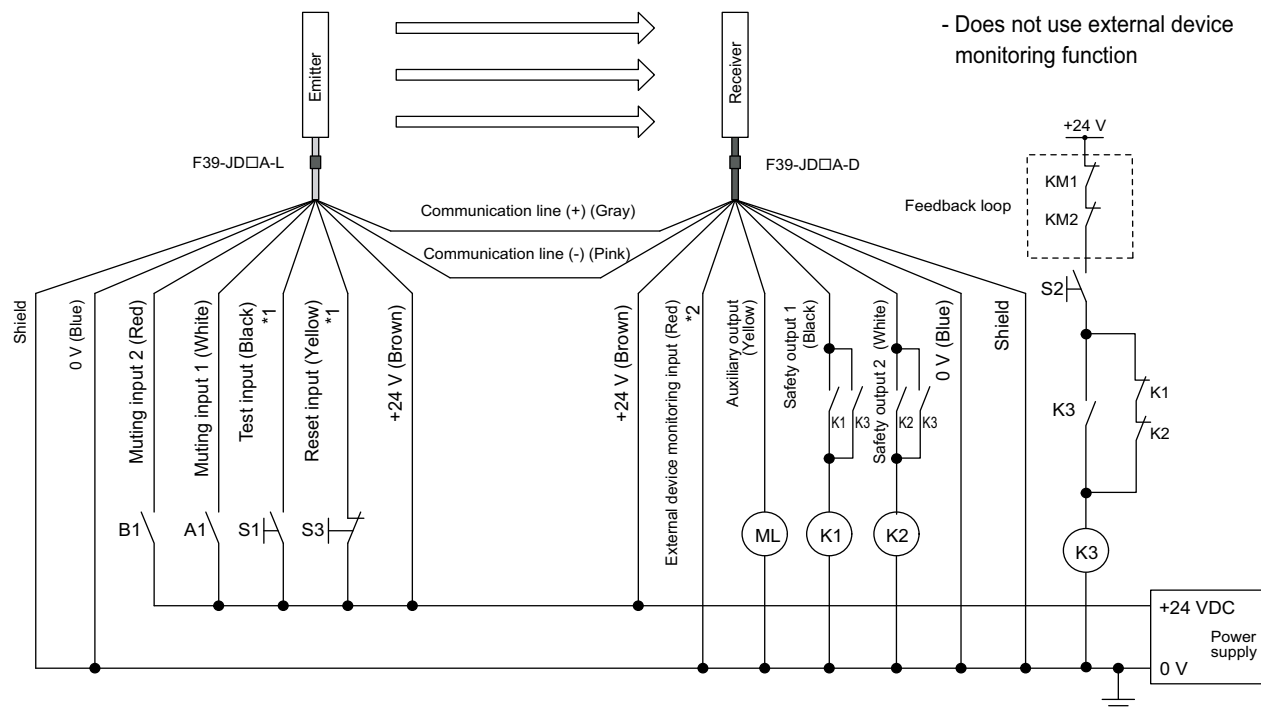 - Does not use external device
monitoring function
Emitter
Receiver
+24 V
F39-JD□A-L
F39-JD□A-D
KM1
Feedback loop
KM2
Communication line (+) (Gray)
Communication line (-) (Pink)
S2
Shield
0 V (Blue)
Muting input 2 (Red)
Muting input 1 (White)
Test input (Black)
*1
Reset input (Yellow)
*1
+24 V (Brown)
+24 V (Brown)
External device monitoring input (Red)
*2
Auxiliary output
(Yellow)
Safety output 1
(Black)
Safety output 2 (White)
0 V (Blue)
Shield
K1
K3
K2
K3
K3
K1
K2
B1
A1
S1
S3
ML
K1
K2
K3
+24 VDC
Power
supply
0 V